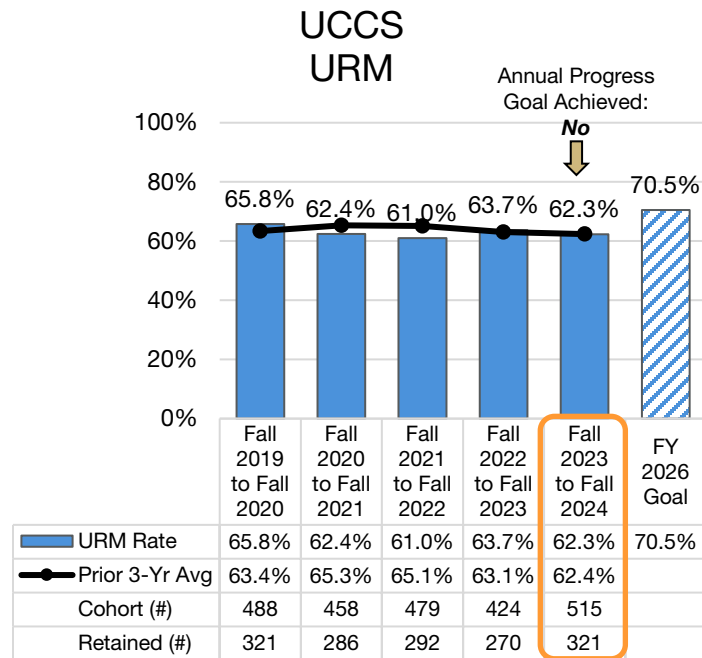 UCCS
URM
Annual Progress
Goal Achieved:
No
100%
80%
60%
40%
20%
0%
65.8%
62.4%
61.0%
63.7%
62.3%
70.5%
Fall 2019 to Fall 2020
Fall 2020 to Fall 2021
Fall 2021 to Fall 2022
Fall 2022 to Fall 2023
Fall 2023 to Fall 2024
FY 2026 Goal
URM Rate 65.8% 62.4% 61.0% 63.7% 62.3% 70.5%
Prior 3-Yr Avg 63.4% 65.3% 65.1% 63.1% 62.4%
Cohort (#) 488 458 479 424 515
Retained (#) 321 286 292 270 321